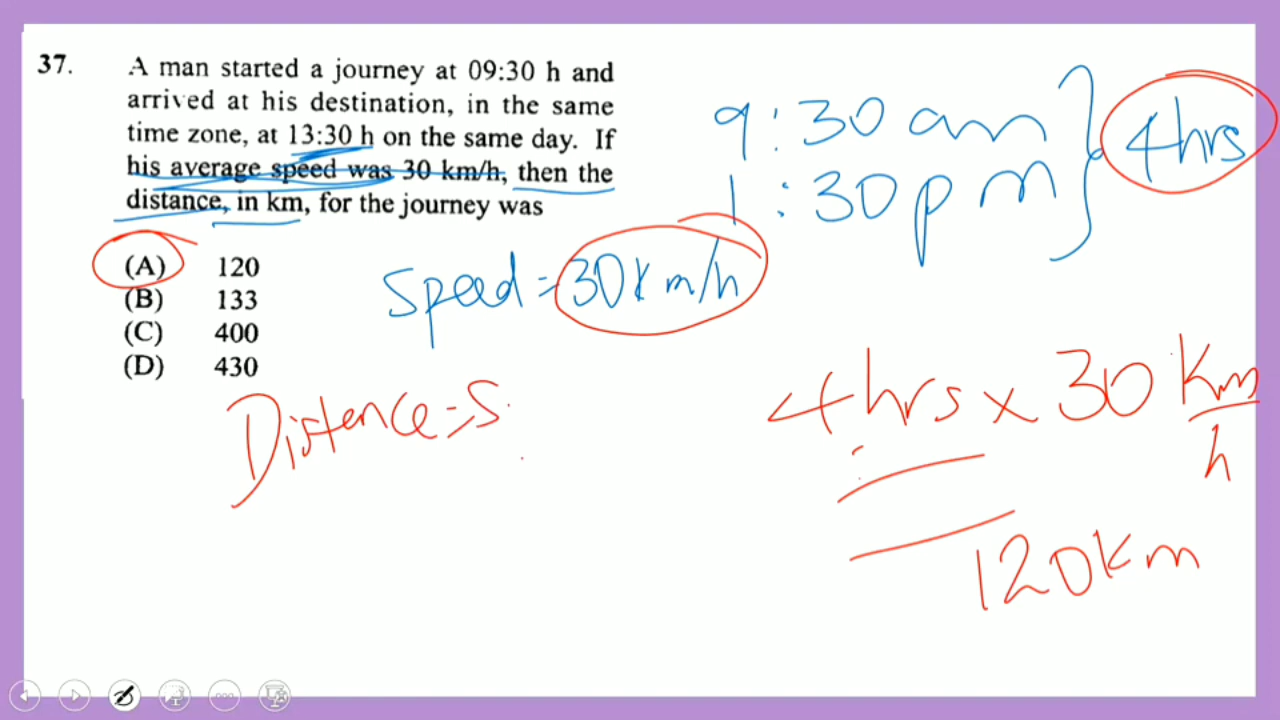 37. A man started a journey at 09:30 h and
arrived at his destination, in the same
time zone, at 13:30 h on the same day. If
his average speed was 30 km/h, then the
distance, in km, for the journey was
(A) 120
(B) 133
(C) 400
(D) 430
9:30 am
1:30 pm
4hrs
Speed = 30km/h
Distence = S
4hrs x 30 Km/h
120km